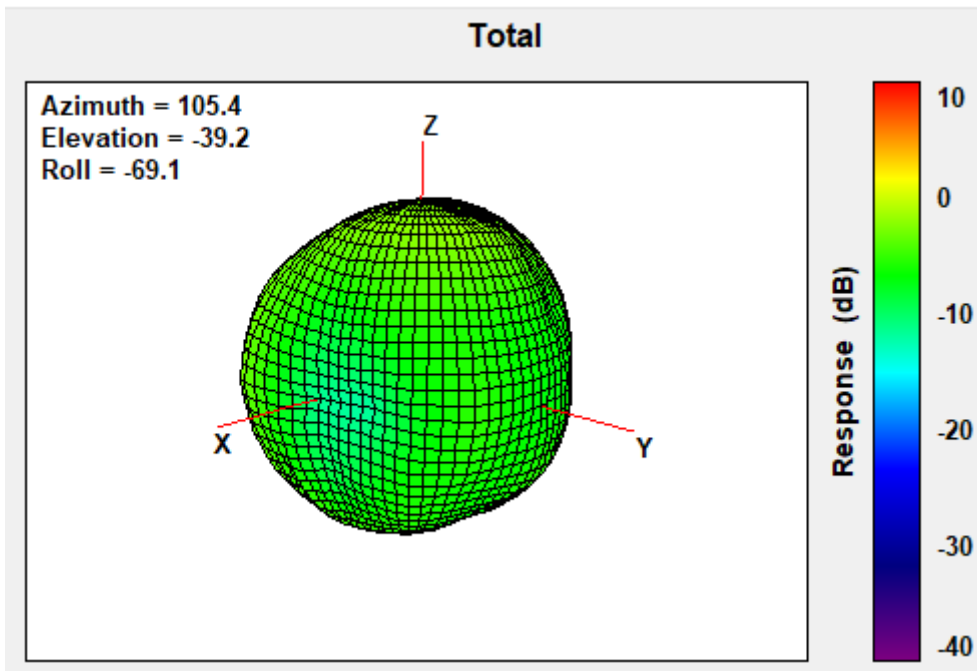 Total
Azimuth = 105.4
Elevation = -39.2
Roll = -69.1
Z
X
Y
Response (dB)
10
0
-10
-20
-30
-40